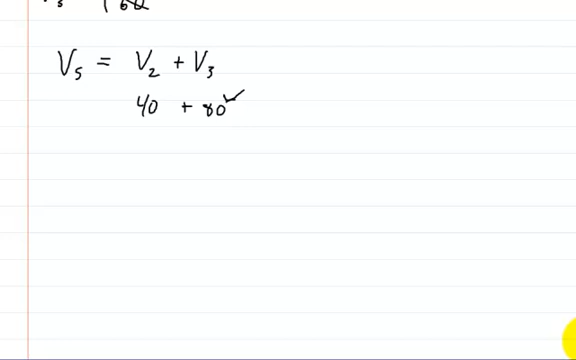 V₅ = V₂ + V₃
40 + 80✓